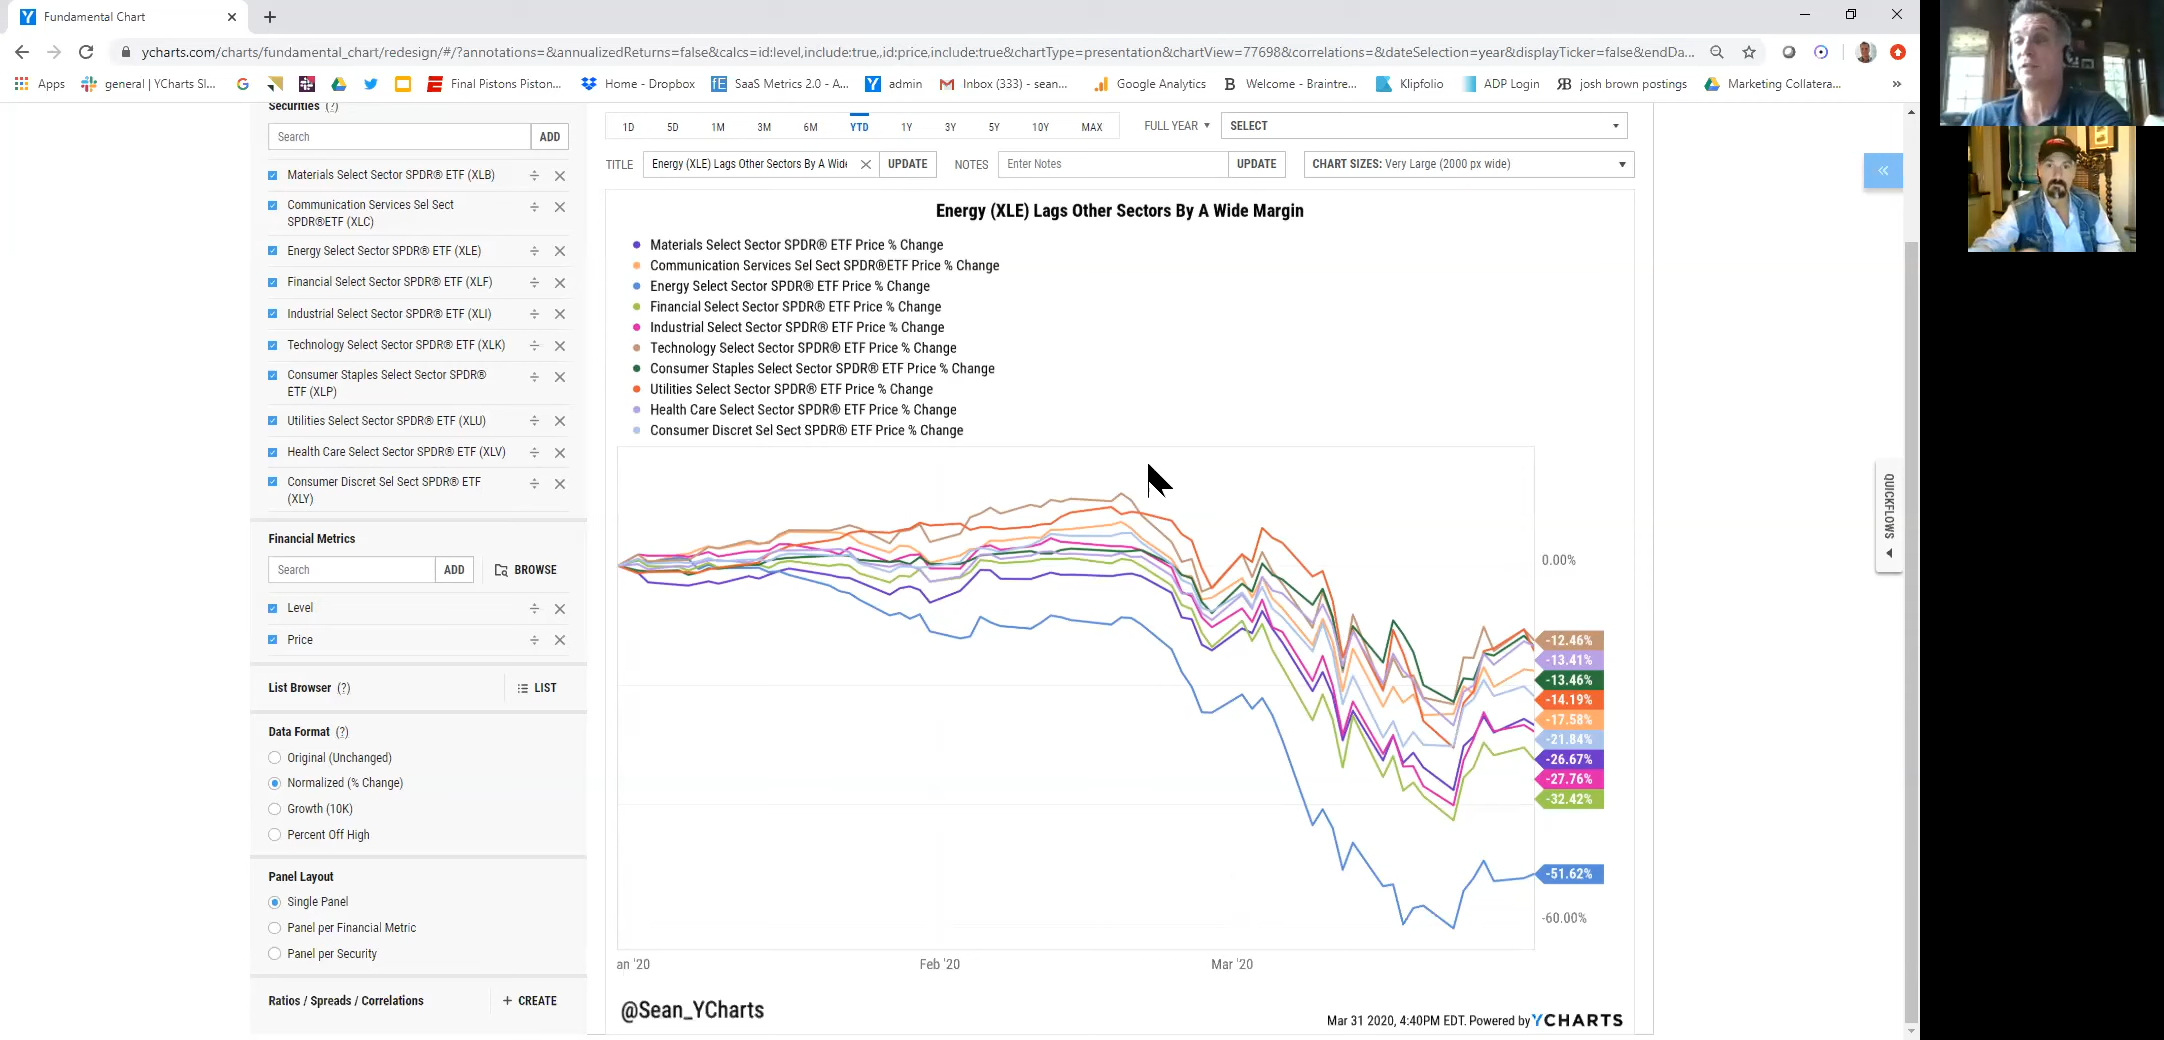 Fundamental Chart
ycharts.com/charts/fundamental_chart/redesign/#/?annotations=&annualizedReturns=false&calcs=id:level,include:true,,id:price,include:true&chartType=presentation&chartView=77698&correlations=&dateSelection=year&displayTicker=false&endDa...
Apps
general | YCharts Sl...
Final Pistons Piston...
Home - Dropbox
SaaS Metrics 2.0 - A...
admin
Inbox (333) - sean...
Google Analytics
Welcome - Braintre...
Klipfolio
ADP Login
josh brown postings
Marketing Collatera...
»
Securities (?)
Search
ADD
Materials Select Sector SPDR® ETF (XLB)
Communication Services Sel Sect
SPDR®ETF (XLC)
Energy Select Sector SPDR® ETF (XLE)
Financial Select Sector SPDR® ETF (XLF)
Industrial Select Sector SPDR® ETF (XLI)
Technology Select Sector SPDR® ETF (XLK)
Consumer Staples Select Sector SPDR®
ETF (XLP)
Utilities Select Sector SPDR® ETF (XLU)
Health Care Select Sector SPDR® ETF (XLV)
Consumer Discret Sel Sect SPDR® ETF
(XLY)
Financial Metrics
Search
ADD
BROWSE
Level
Price
List Browser (?)
LIST
Data Format (?)
Original (Unchanged)
Normalized (% Change)
Growth (10K)
Percent Off High
Panel Layout
Single Panel
Panel per Financial Metric
Panel per Security
Ratios / Spreads / Correlations
+ CREATE
1D 5D 1M 3M 6M YTD 1Y 3Y 5Y 10Y MAX
FULL YEAR
SELECT
TITLE
Energy (XLE) Lags Other Sectors By A Wide
UPDATE
NOTES
Enter Notes
UPDATE
CHART SIZES: Very Large (2000 px wide)
Energy (XLE) Lags Other Sectors By A Wide Margin
Materials Select Sector SPDR® ETF Price % Change
Communication Services Sel Sect SPDR®ETF Price % Change
Energy Select Sector SPDR® ETF Price % Change
Financial Select Sector SPDR® ETF Price % Change
Industrial Select Sector SPDR® ETF Price % Change
Technology Select Sector SPDR® ETF Price % Change
Consumer Staples Select Sector SPDR® ETF Price % Change
Utilities Select Sector SPDR® ETF Price % Change
Health Care Select Sector SPDR® ETF Price % Change
Consumer Discret Sel Sect SPDR® ETF Price % Change
0.00%
-12.46%
-13.41%
-13.46%
-14.19%
-17.58%
-21.84%
-26.67%
-27.76%
-32.42%
-51.62%
-60.00%
an '20
Feb '20
Mar '20
@Sean_YCharts
Mar 31 2020, 4:40PM EDT. Powered by YCHARTS
«
QUICKFLOWS